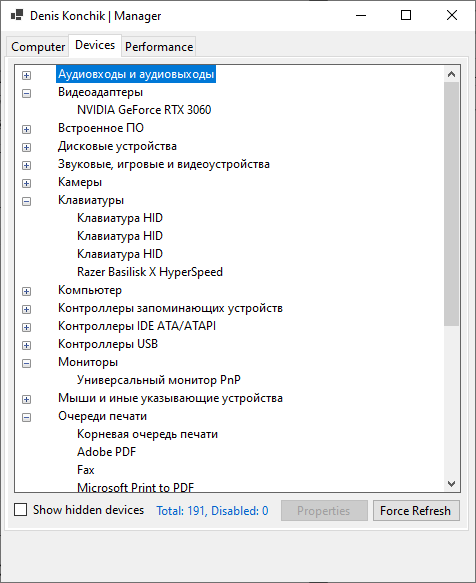 Denis Konchik | Manager
Computer Devices Performance
Аудиовходы и аудиовыходы
Видеоадаптеры
NVIDIA GeForce RTX 3060
Встроенное ПО
Дисковые устройства
Звуковые, игровые и видеоустройства
Камеры
Клавиатуры
Клавиатура HID
Клавиатура HID
Клавиатура HID
Razer Basilisk X HyperSpeed
Компьютер
Контроллеры запоминающих устройств
Контроллеры IDE ATA/ATAPI
Контроллеры USB
Мониторы
Универсальный монитор PnP
Мыши и иные указывающие устройства
Очереди печати
Корневая очередь печати
Adobe PDF
Fax
Microsoft Print to PDF
Show hidden devices Total: 191, Disabled: 0 Properties Force Refresh